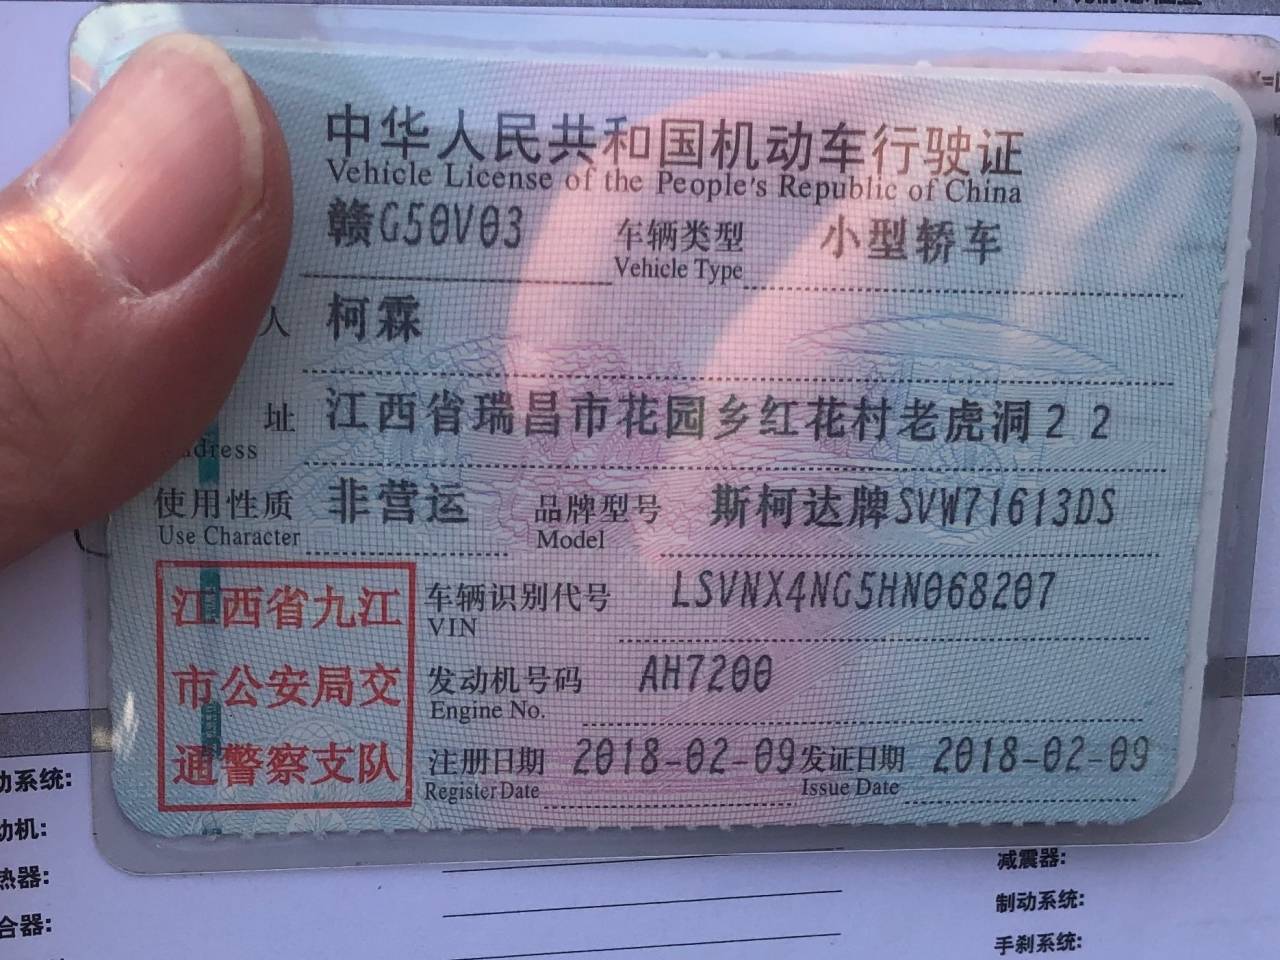 中华人民共和国机动车行驶证
Vehicle License of the People's Republic of China
赣G50V03 车辆类型 小型轿车
Vehicle Type
人 柯霖
址 江西省瑞昌市花园乡红花村老虎洞22
dress
使用性质 非营运 品牌型号 斯柯达牌SVW71613DS
Use Character Model
江西省九江
市公安局交
通警察支队
车辆识别代号 LSVNX4NG5HN068207
VIN
发动机号码 AH7200
Engine No.
注册日期 2018-02-09 发证日期 2018-02-09
Register Date Issue Date
动系统:
动机:
热器:
合器:
减震器:
制动系统:
手刹系统: